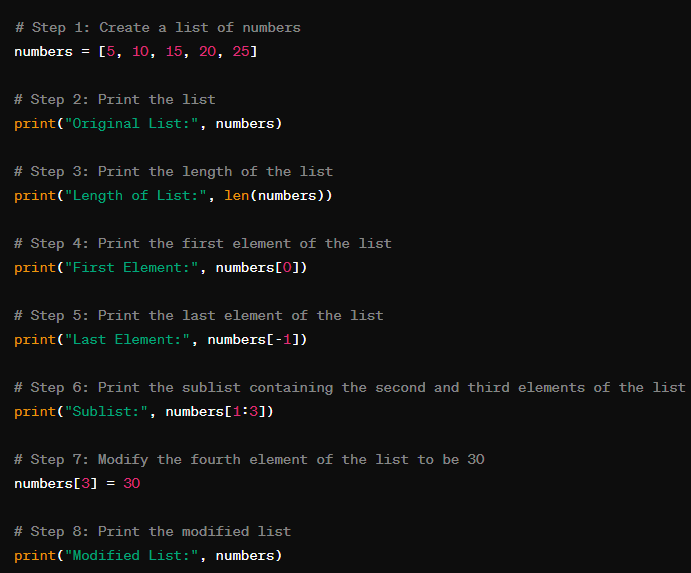 # Step 1: Create a list of numbers
numbers = [5, 10, 15, 20, 25]
# Step 2: Print the list
print("Original List:", numbers)
# Step 3: Print the length of the list
print("Length of List:", len(numbers))
# Step 4: Print the first element of the list
print("First Element:", numbers[0])
# Step 5: Print the last element of the list
print("Last Element:", numbers[-1])
# Step 6: Print the sublist containing the second and third elements of the list
print("Sublist:", numbers[1:3])
# Step 7: Modify the fourth element of the list to be 30
numbers[3] = 30
# Step 8: Print the modified list
print("Modified List:", numbers)